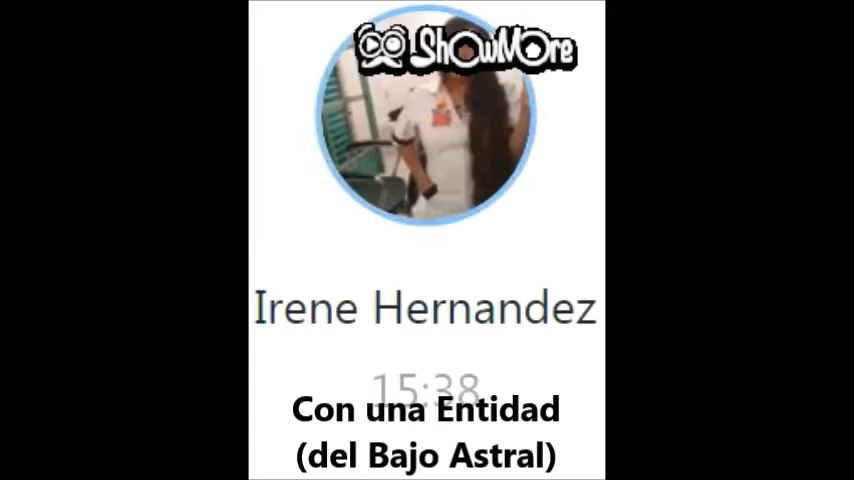 ShowMore
Irene Hernandez
15:38
Con una Entidad
(del Bajo Astral)